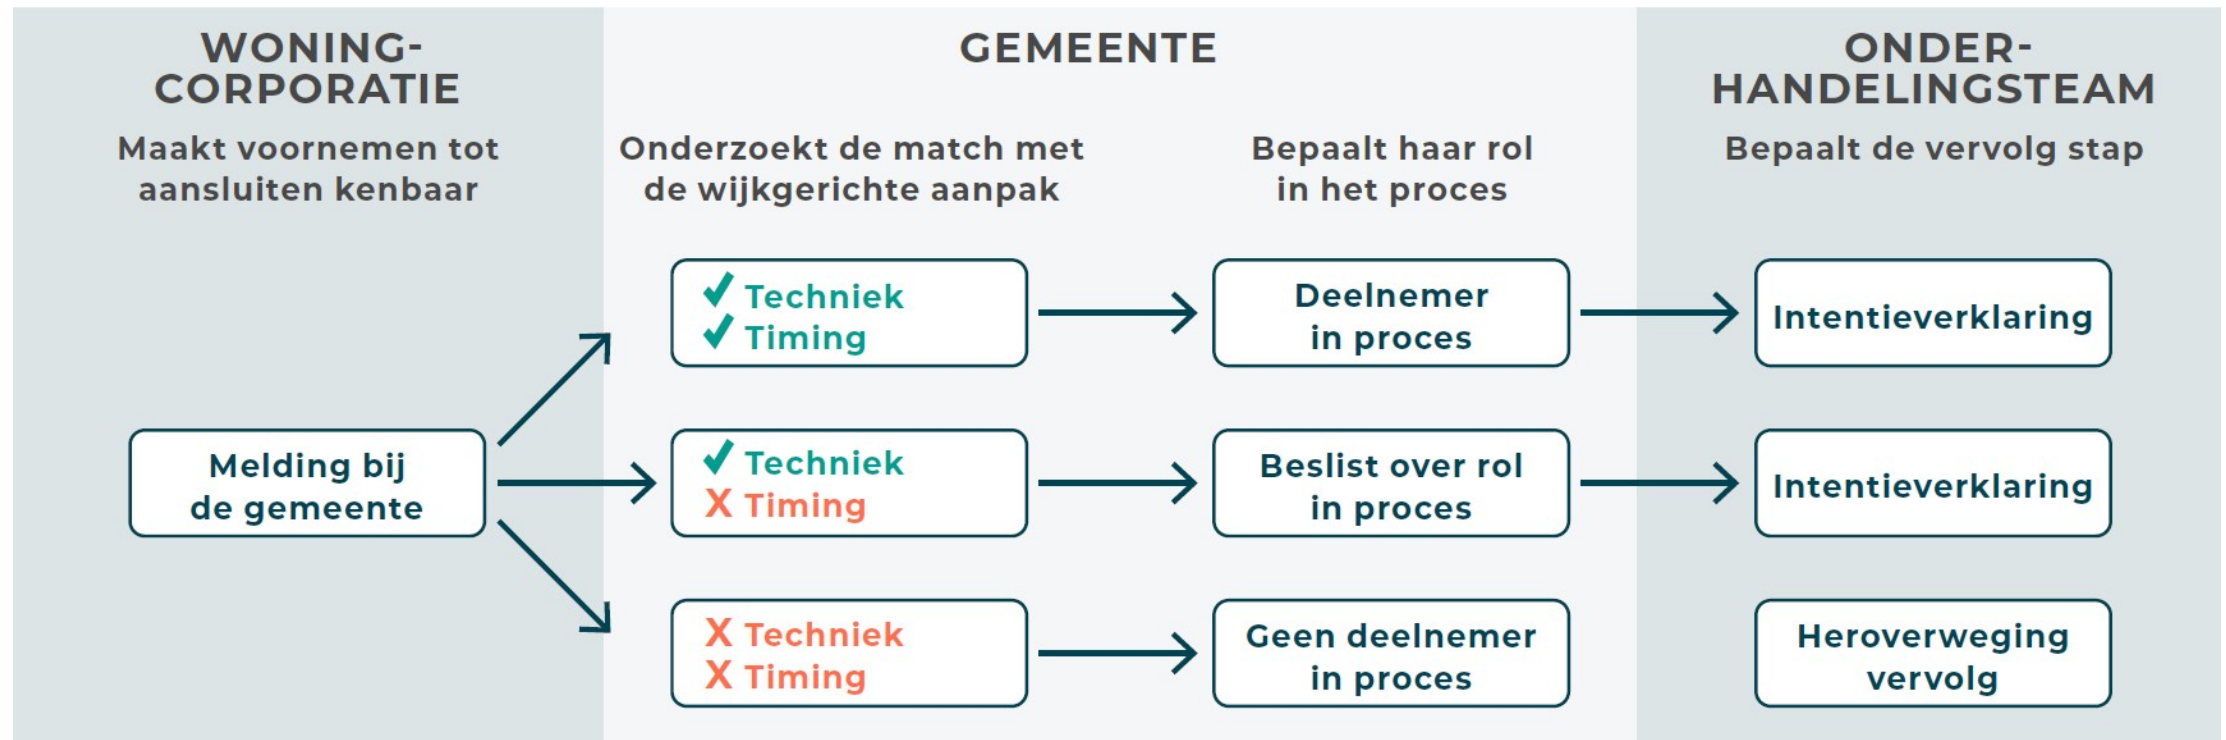 WONING-
CORPORATIE
Maakt voornemen tot
aansluiten kenbaar
Melding bij
de gemeente
GEMEENTE
Onderzoekt de match met
de wijkgerichte aanpak
Bepaalt haar rol
in het proces
✓ Techniek
✓ Timing
Deelnemer
in proces
✓ Techniek
X Timing
Beslist over rol
in proces
X Techniek
X Timing
Geen deelnemer
in proces
ONDER-
HANDELINGSTEAM
Bepaalt de vervolg stap
Intentieverklaring
Intentieverklaring
Heroverweging
vervolg